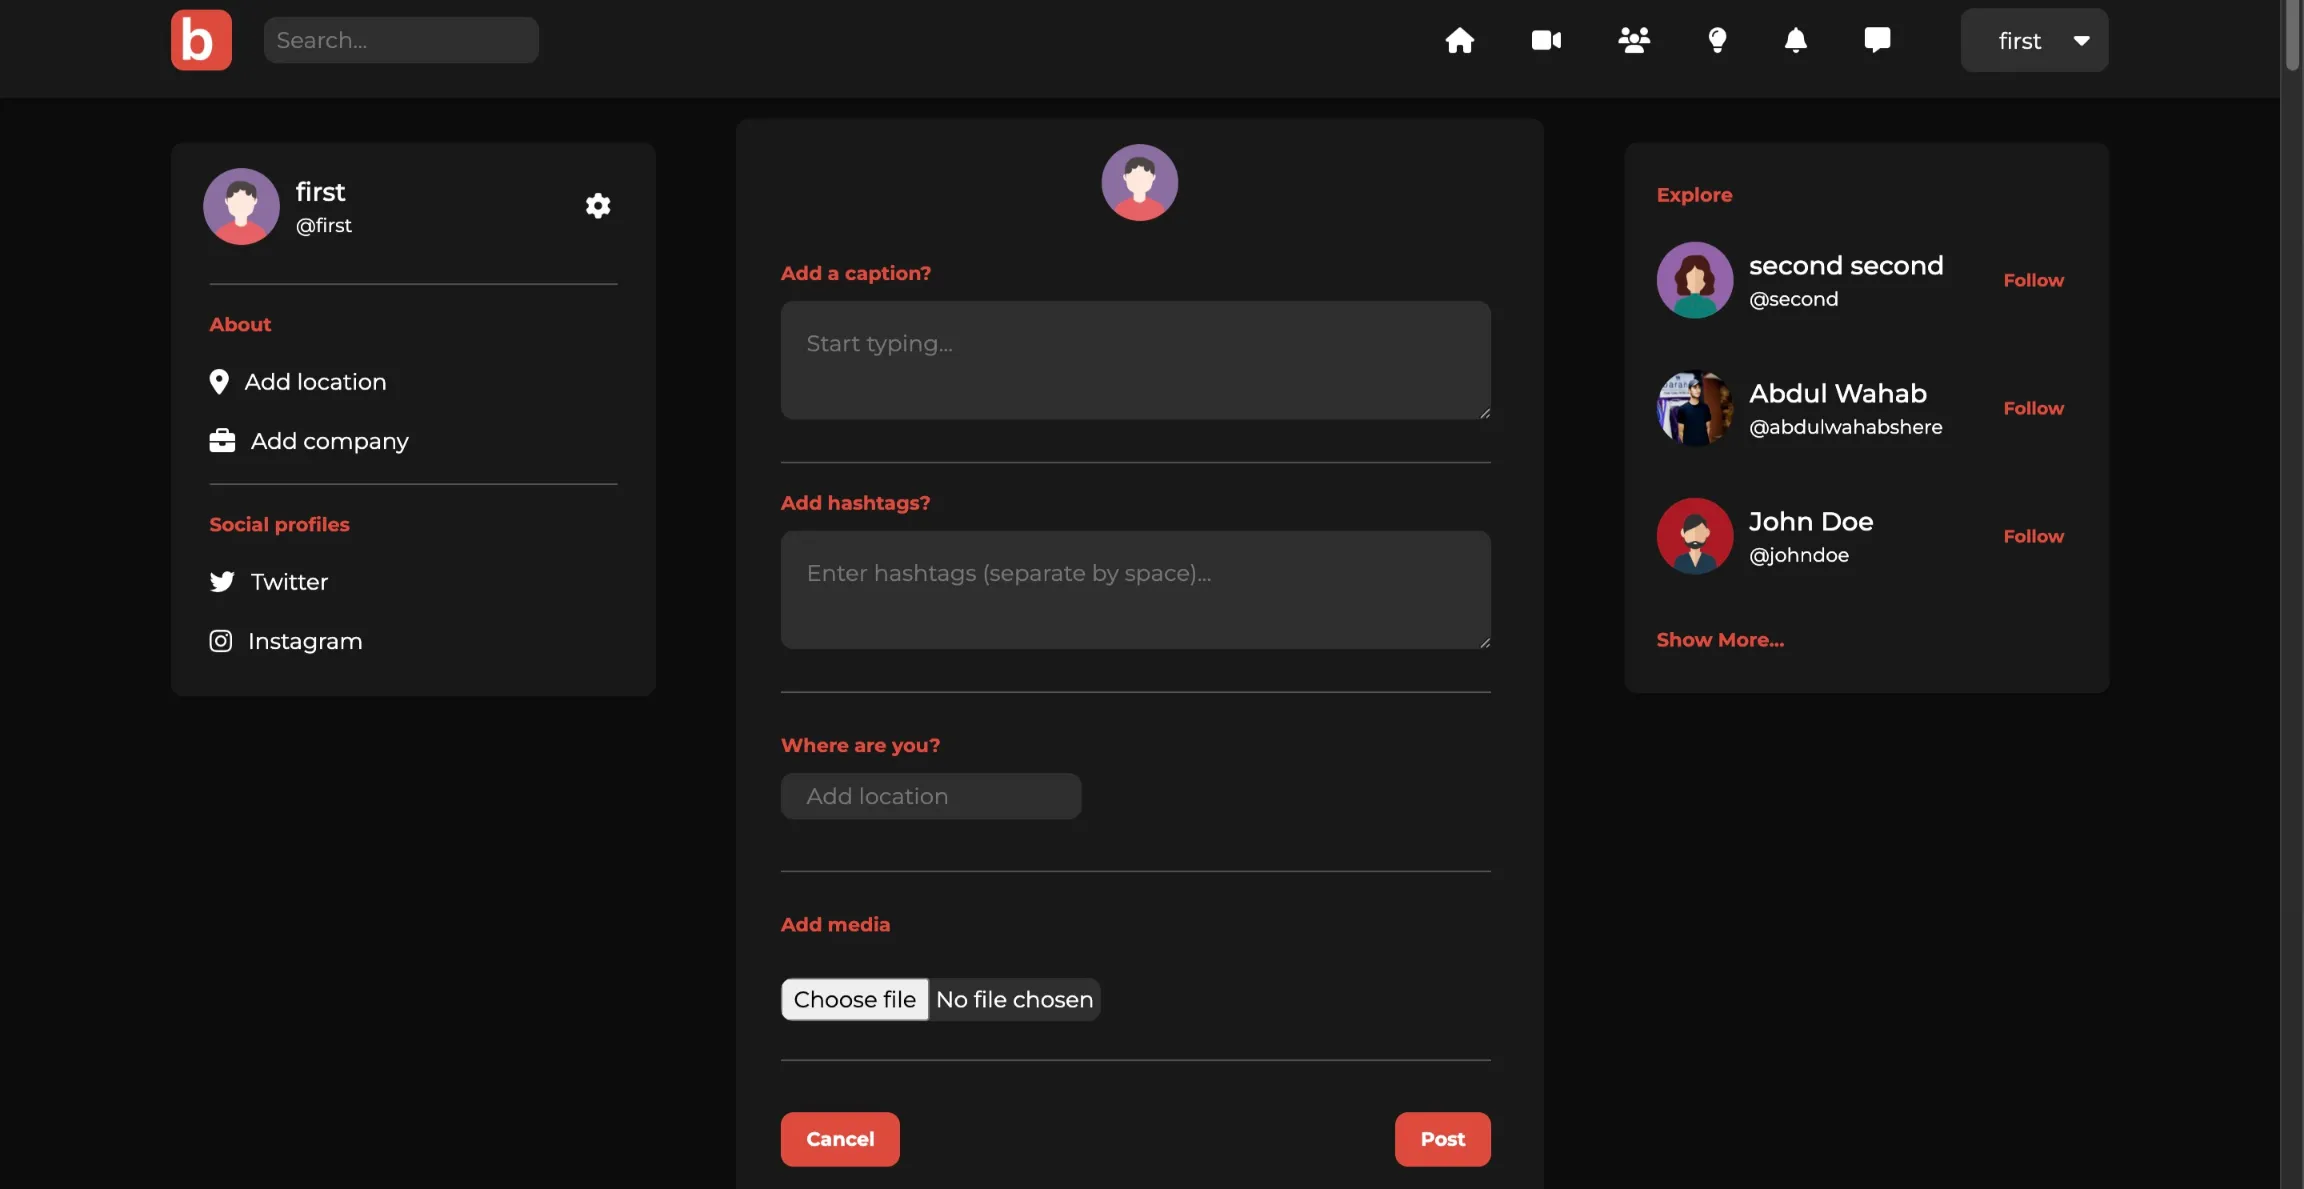 b
Search...
first
first
@first
About
Add location
Add company
Social profiles
Twitter
Instagram
Add a caption?
Start typing...
Add hashtags?
Enter hashtags (separate by space)...
Where are you?
Add location
Add media
Choose file No file chosen
Cancel
Post
Explore
second second
@second
Follow
Abdul Wahab
@abdulwahabshere
Follow
John Doe
@johndoe
Follow
Show More...